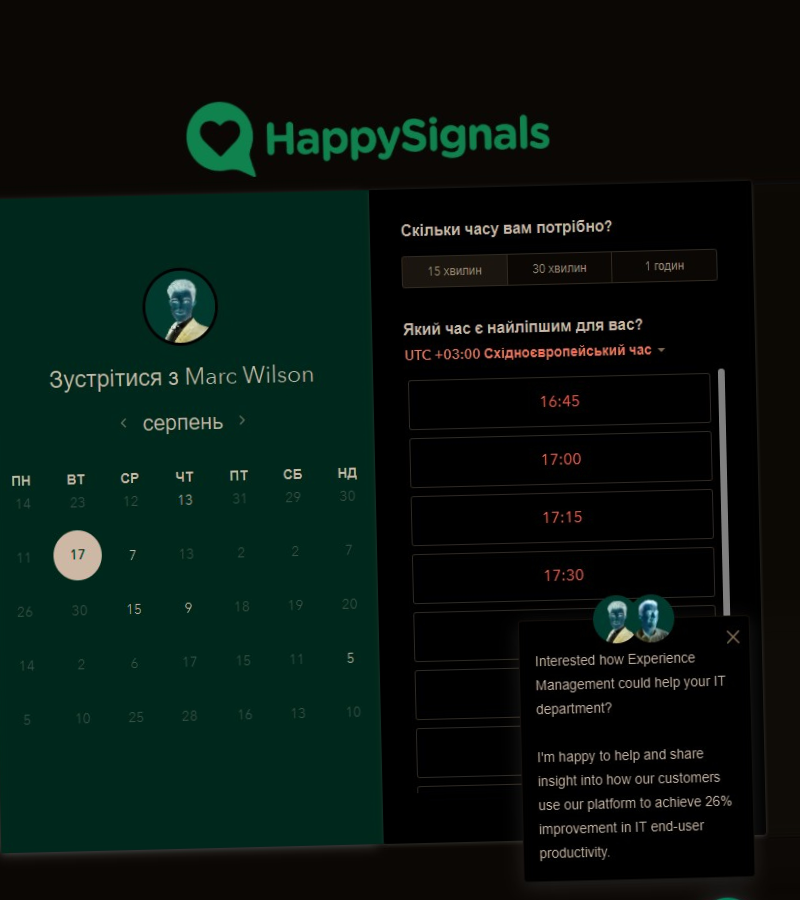 HappySignals
Зустрітися з Marc Wilson
серпень
ПН ВТ СР ЧТ ПТ СБ НД
14 23 12 13 31 29 30
11 17 7 13 2 2 7
26 30 15 9 18 19 20
14 2 6 17 15 11 5
5 10 25 28 16 13 10
Скільки часу вам потрібно?
15 хвилин 30 хвилин 1 годин
Який час є найліпшим для вас?
UTC +03:00 Східноєвропейський час
16:45
17:00
17:15
17:30
Interested how Experience
Management could help your IT
department?
I'm happy to help and share
insight into how our customers
use our platform to achieve 26%
improvement in IT end-user
productivity.